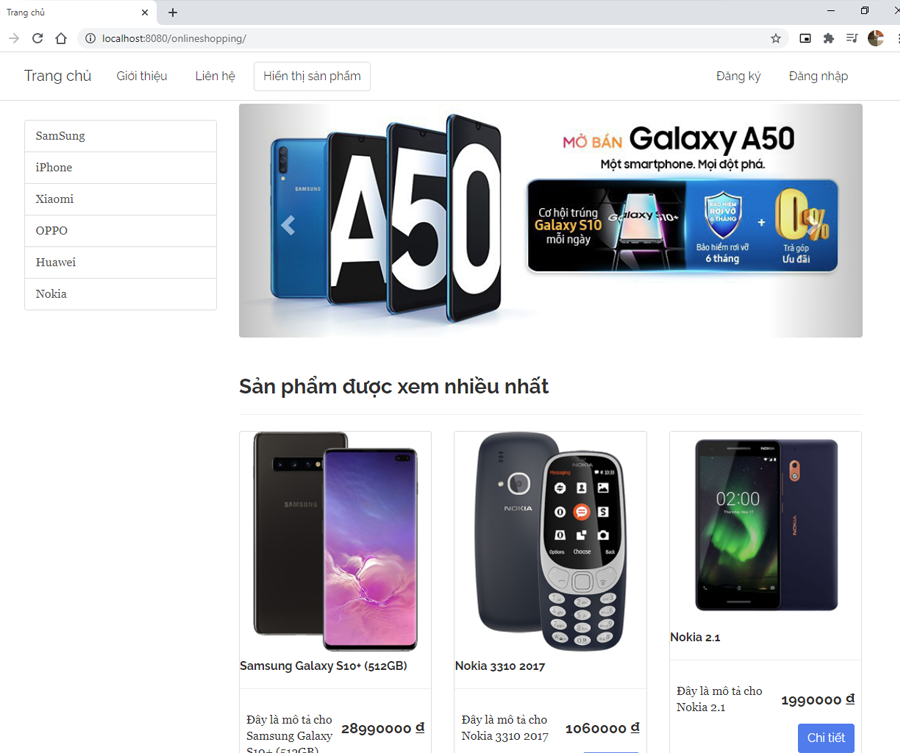 Trang chủ
localhost:8080/onlineshopping/
Trang chủ Giới thiệu Liên hệ Hiển thị sản phẩm Đăng ký Đăng nhập
SamSung
iPhone
Xiaomi
OPPO
Huawei
Nokia
A50
SAMSUNG
MỞ BÁN Galaxy A50
Một smartphone. Mọi đột phá.
Cơ hội trúng
Galaxy S10
mỗi ngày
Galaxy S10+
BẢO HIỂM
RƠI VỠ
6 THÁNG
Bảo hiểm rơi vỡ
6 tháng
+
0%
Trả góp
Ưu đãi
Sản phẩm được xem nhiều nhất
SAMSUNG
Samsung Galaxy S10+ (512GB)
Đây là mô tả cho
Samsung Galaxy
S10+ (512GB)
28990000 đ
NOKIA
NOKIA
Messaging 10:33
Options Choose Back
Nokia 3310 2017
Đây là mô tả cho
Nokia 3310 2017
1060000 đ
NOKIA
02:00
NOKIA
Nokia 2.1
Đây là mô tả cho
Nokia 2.1
1990000 đ
Chi tiết